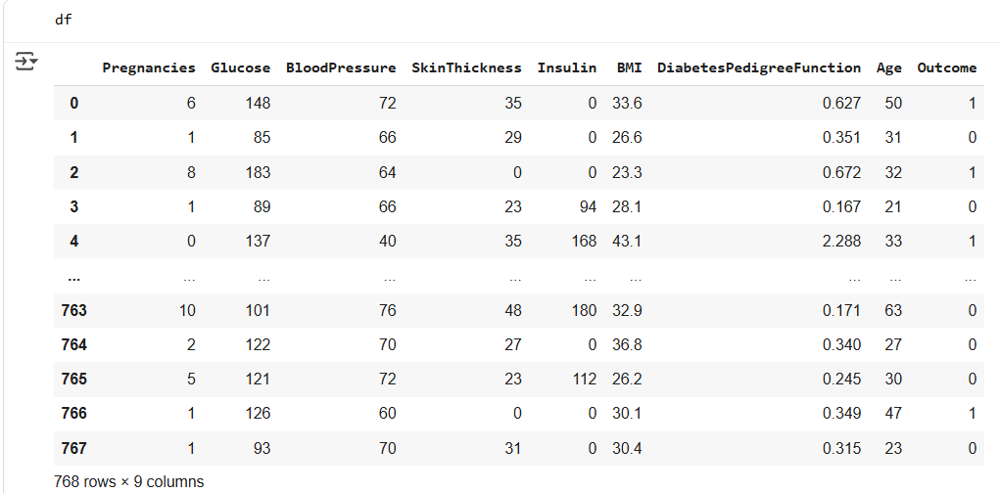 df
Pregnancies Glucose BloodPressure SkinThickness Insulin BMI DiabetesPedigreeFunction Age Outcome
0 6 148 72 35 0 33.6 0.627 50 1
1 1 85 66 29 0 26.6 0.351 31 0
2 8 183 64 0 0 23.3 0.672 32 1
3 1 89 66 23 94 28.1 0.167 21 0
4 0 137 40 35 168 43.1 2.288 33 1
... ... ... ... ... ... ... ... ... ...
763 10 101 76 48 180 32.9 0.171 63 0
764 2 122 70 27 0 36.8 0.340 27 0
765 5 121 72 23 112 26.2 0.245 30 0
766 1 126 60 0 0 30.1 0.349 47 1
767 1 93 70 31 0 30.4 0.315 23 0
768 rows × 9 columns